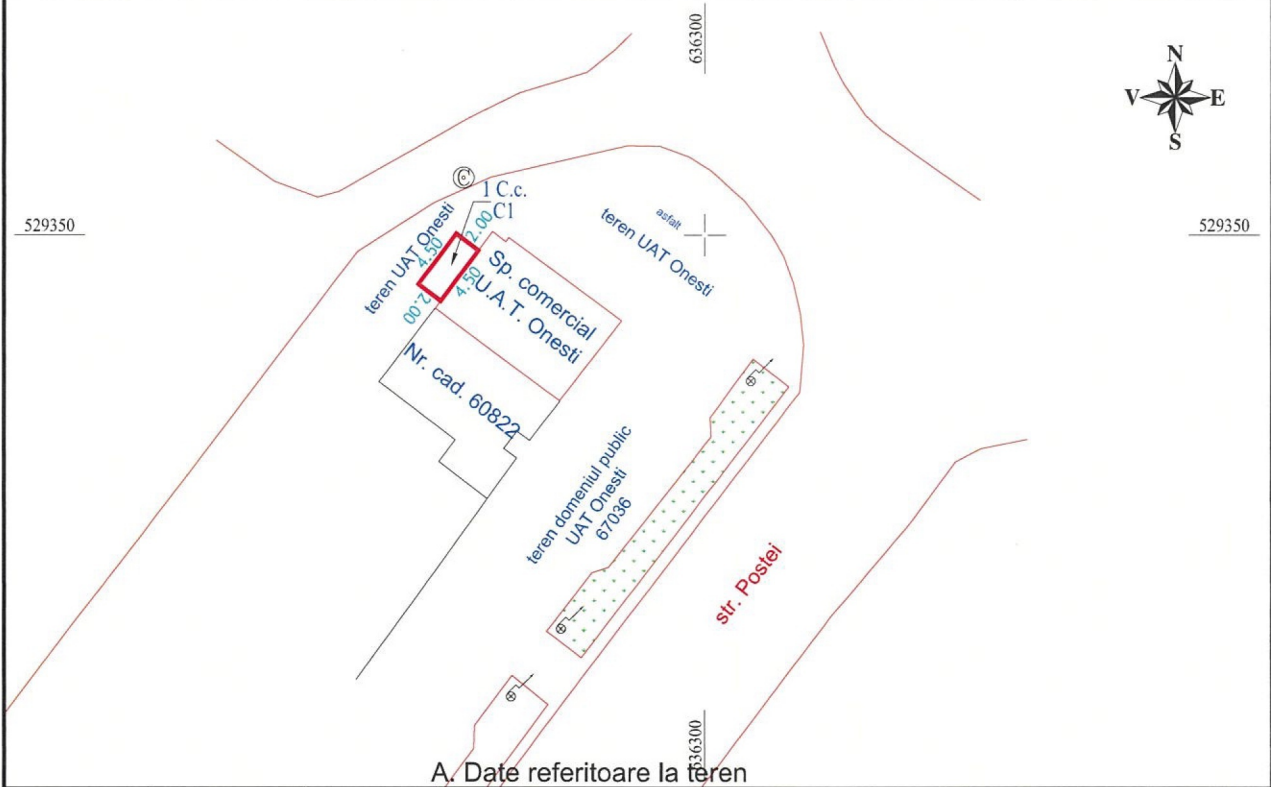 636300
N
V E
S
529350
529350
C
1 C.c.
C1
teren UAT Onesti
4.50
2.00
4.50
2.00
asfalt
teren UAT Onesti
Sp. comercial
U.A.T. Onesti
Nr. cad. 60822
teren domeniul public
UAT Onesti
67036
str. Postei
636300
A. Date referitoare la teren